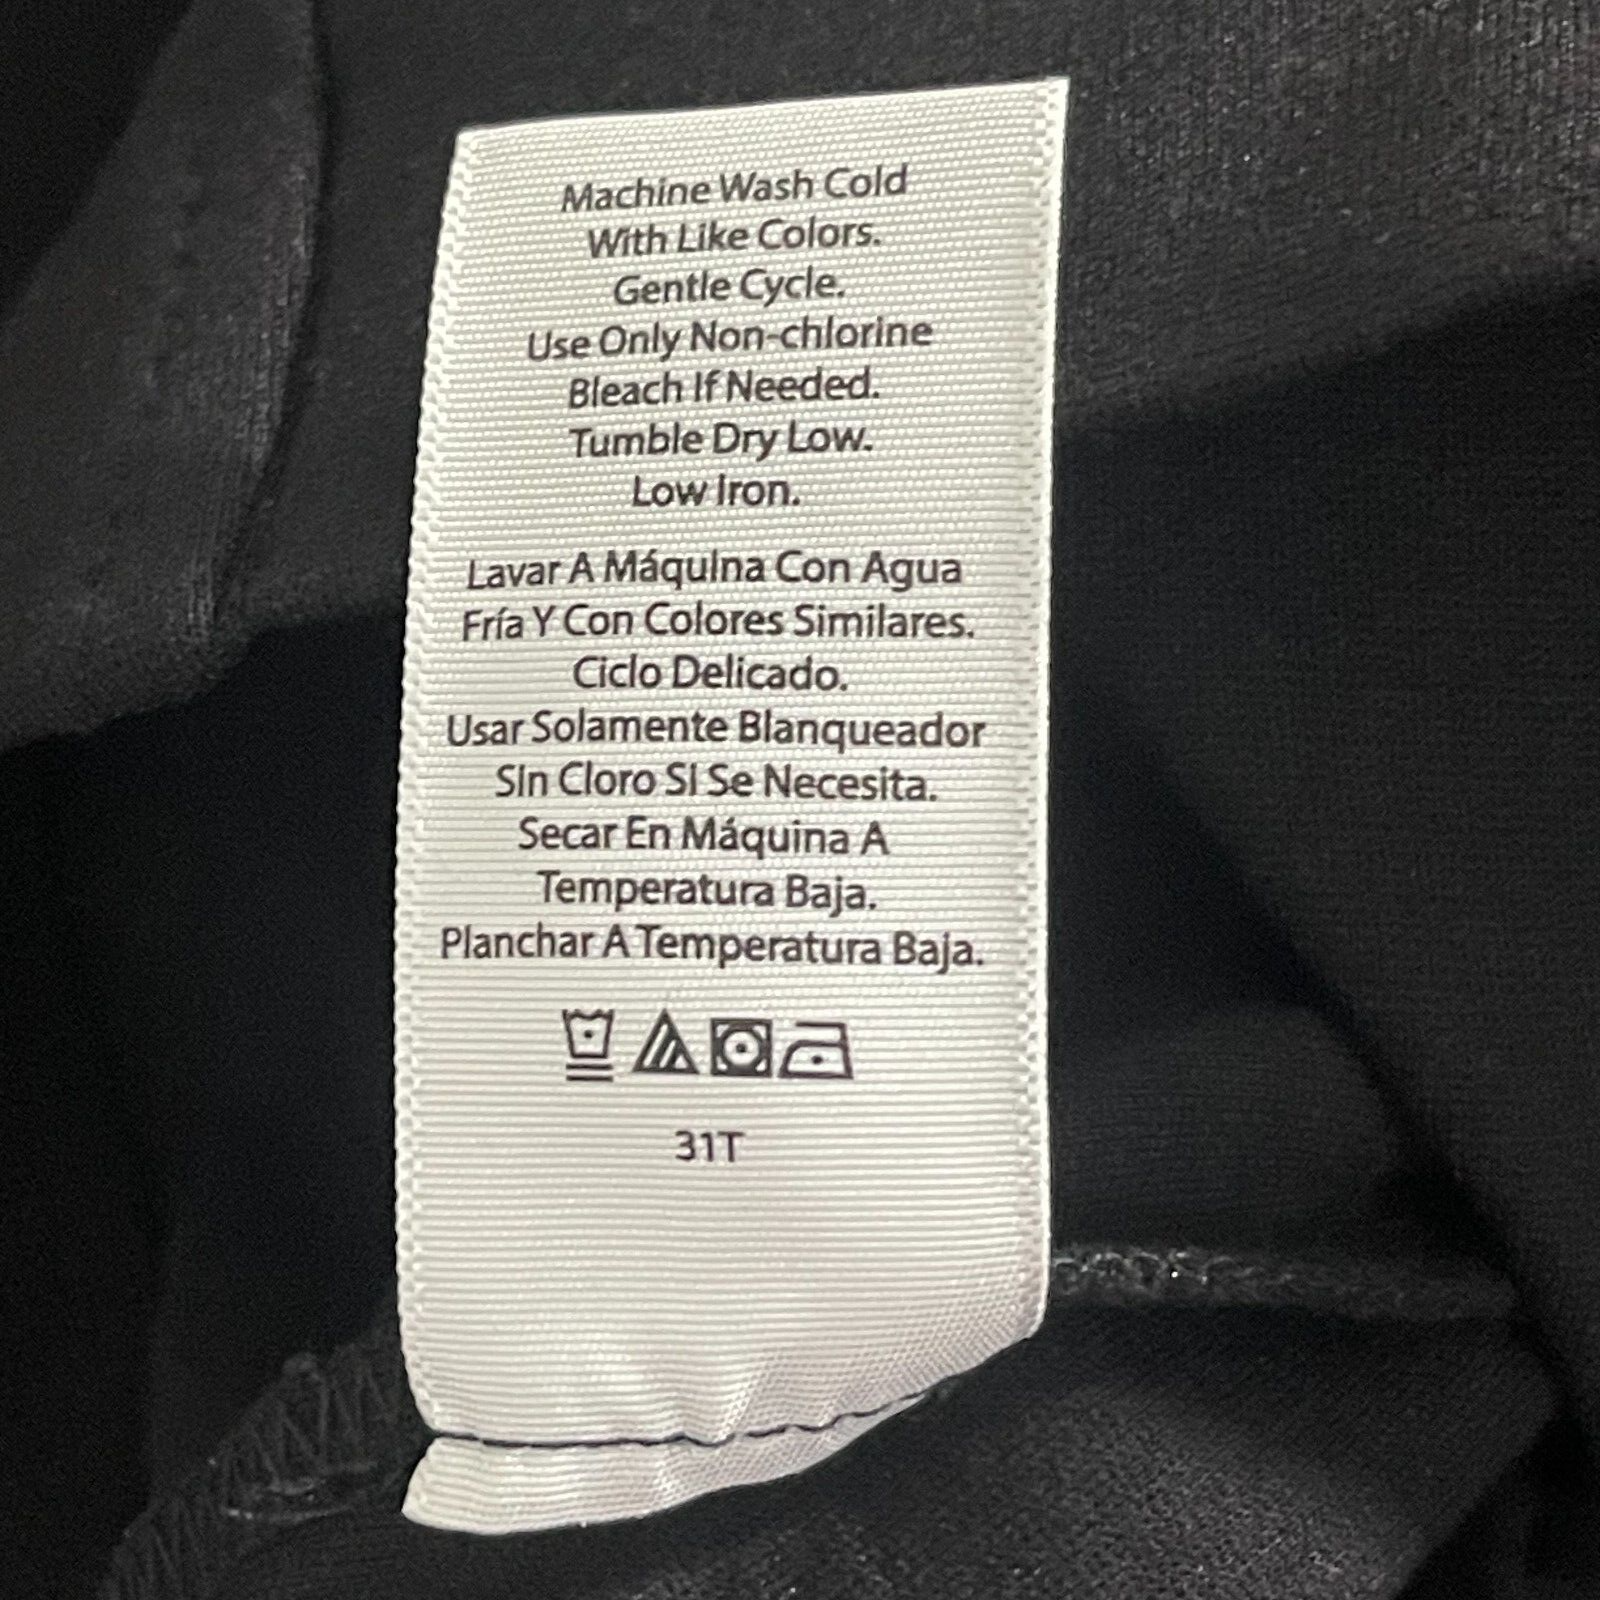 Machine Wash Cold
With Like Colors.
Gentle Cycle.
Use Only Non-chlorine
Bleach If Needed.
Tumble Dry Low.
Low Iron.
Lavar A Máquina Con Agua
Fría Y Con Colores Similares.
Ciclo Delicado.
Usar Solamente Blanqueador
Sin Cloro Si Se Necesita.
Secar En Máquina A
Temperatura Baja.
Planchar A Temperatura Baja.
31T